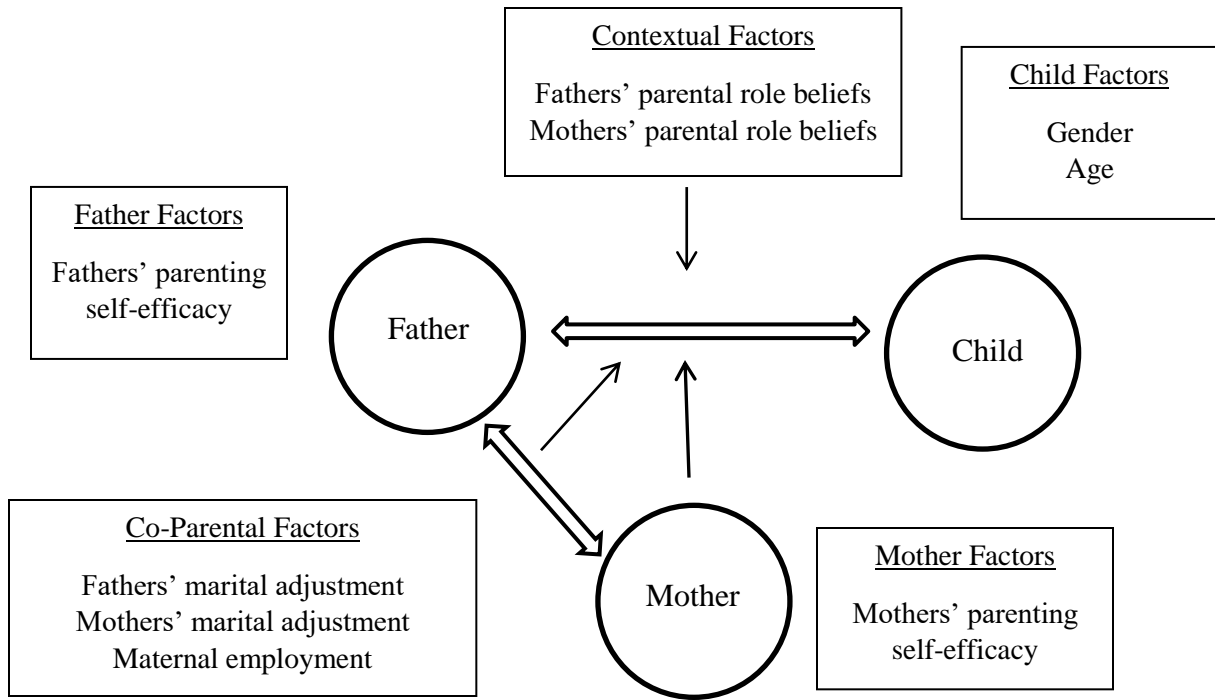 Contextual Factors
Fathers’ parental role beliefs
Mothers’ parental role beliefs
Child Factors
Gender
Age
Father Factors
Fathers’ parenting
self-efficacy
Father
Child
Co-Parental Factors
Fathers’ marital adjustment
Mothers’ marital adjustment
Maternal employment
Mother
Mother Factors
Mothers’ parenting
self-efficacy